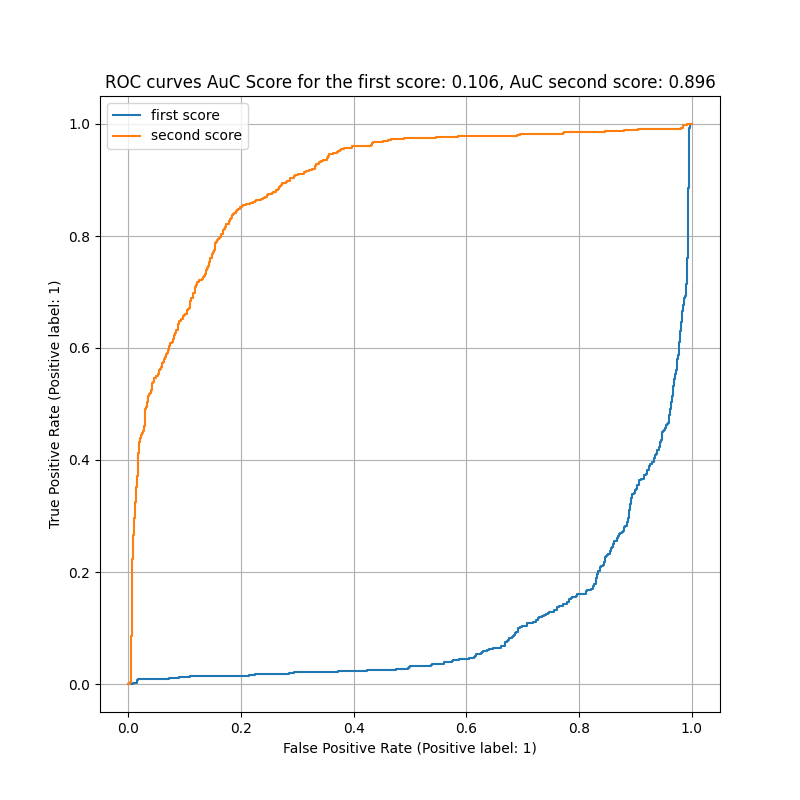 ROC curves AuC Score for the first score: 0.106, AuC second score: 0.896
first score
second score
1.0
0.8
0.6
0.4
0.2
0.0
True Positive Rate (Positive label: 1)
0.0 0.2 0.4 0.6 0.8 1.0
False Positive Rate (Positive label: 1)